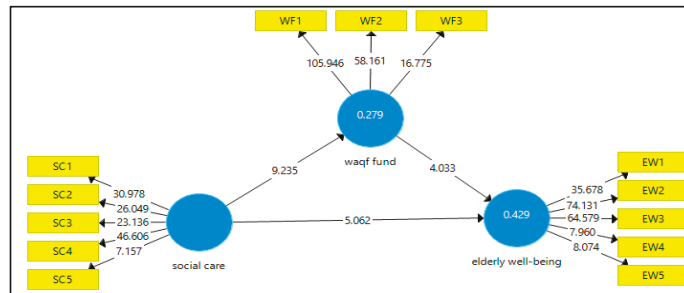 WF1 WF2 WF3
105.946 58.161 16.775
0.279
waqf fund
9.235 4.033
SC1
SC2
SC3
SC4
SC5
30.978
26.049
23.136
46.606
7.157
social care
5.062
0.429
elderly well-being
35.678
74.131
64.579
7.960
8.074
EW1
EW2
EW3
EW4
EW5